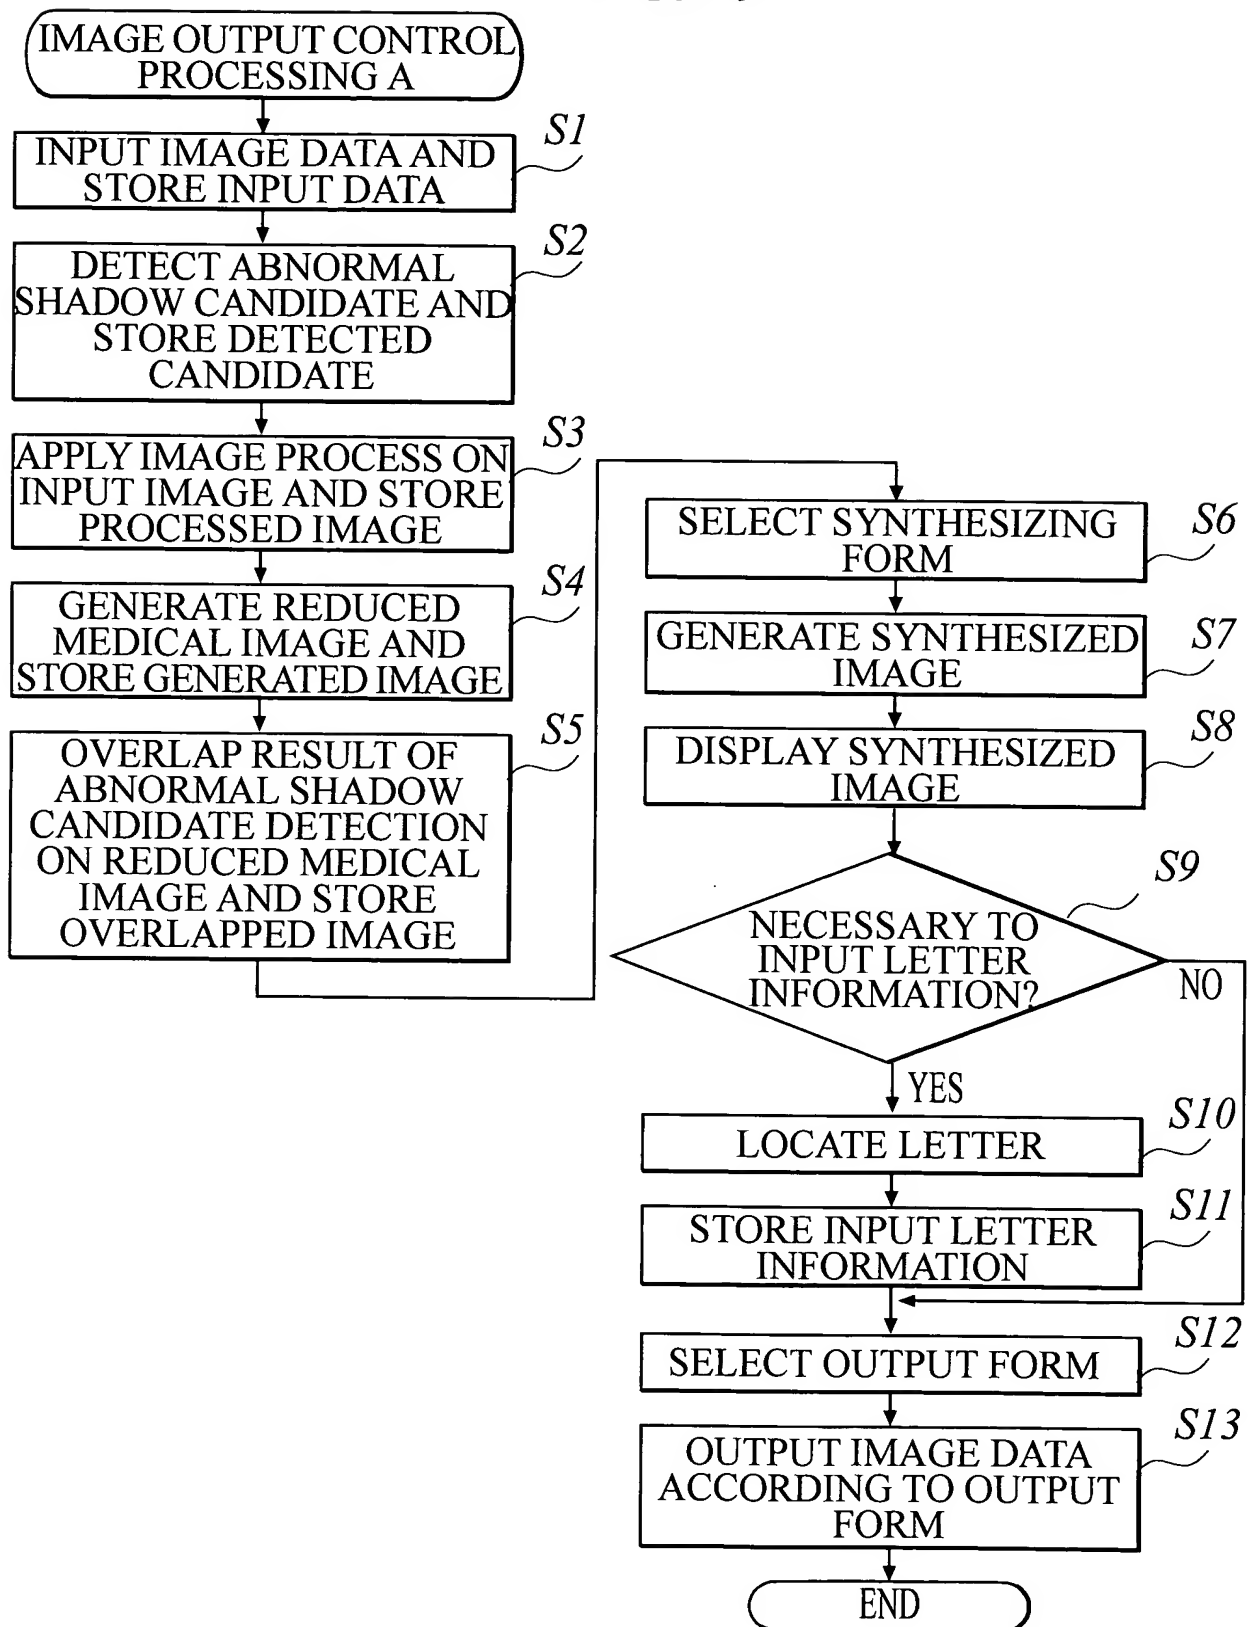 IMAGE OUTPUT CONTROL
PROCESSING A
S1
INPUT IMAGE DATA AND
STORE INPUT DATA
S2
DETECT ABNORMAL
SHADOW CANDIDATE AND
STORE DETECTED
CANDIDATE
S3
APPLY IMAGE PROCESS ON
INPUT IMAGE AND STORE
PROCESSED IMAGE
S4
GENERATE REDUCED
MEDICAL IMAGE AND
STORE GENERATED IMAGE
S5
OVERLAP RESULT OF
ABNORMAL SHADOW
CANDIDATE DETECTION
ON REDUCED MEDICAL
IMAGE AND STORE
OVERLAPPED IMAGE
S6
SELECT SYNTHESIZING
FORM
S7
GENERATE SYNTHESIZED
IMAGE
S8
DISPLAY SYNTHESIZED
IMAGE
S9
NECESSARY TO
INPUT LETTER
INFORMATION?
NO
YES
S10
LOCATE LETTER
S11
STORE INPUT LETTER
INFORMATION
S12
SELECT OUTPUT FORM
S13
OUTPUT IMAGE DATA
ACCORDING TO OUTPUT
FORM
END